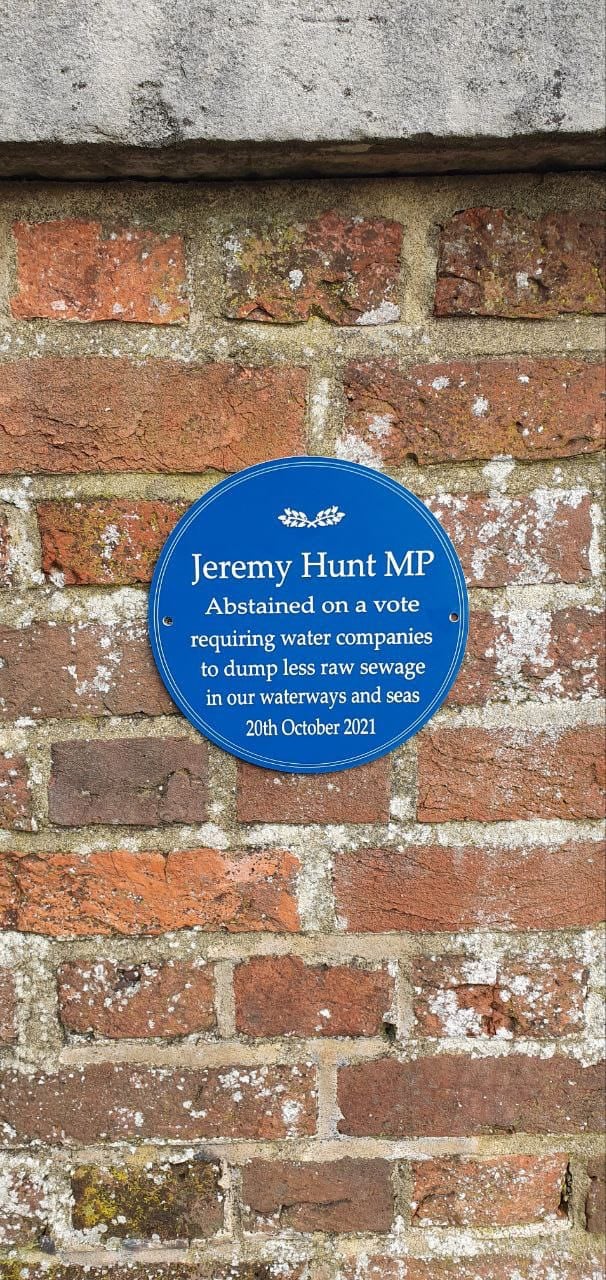 Jeremy Hunt MP
Abstained on a vote
requiring water companies
to dump less raw sewage
in our waterways and seas
20th October 2021